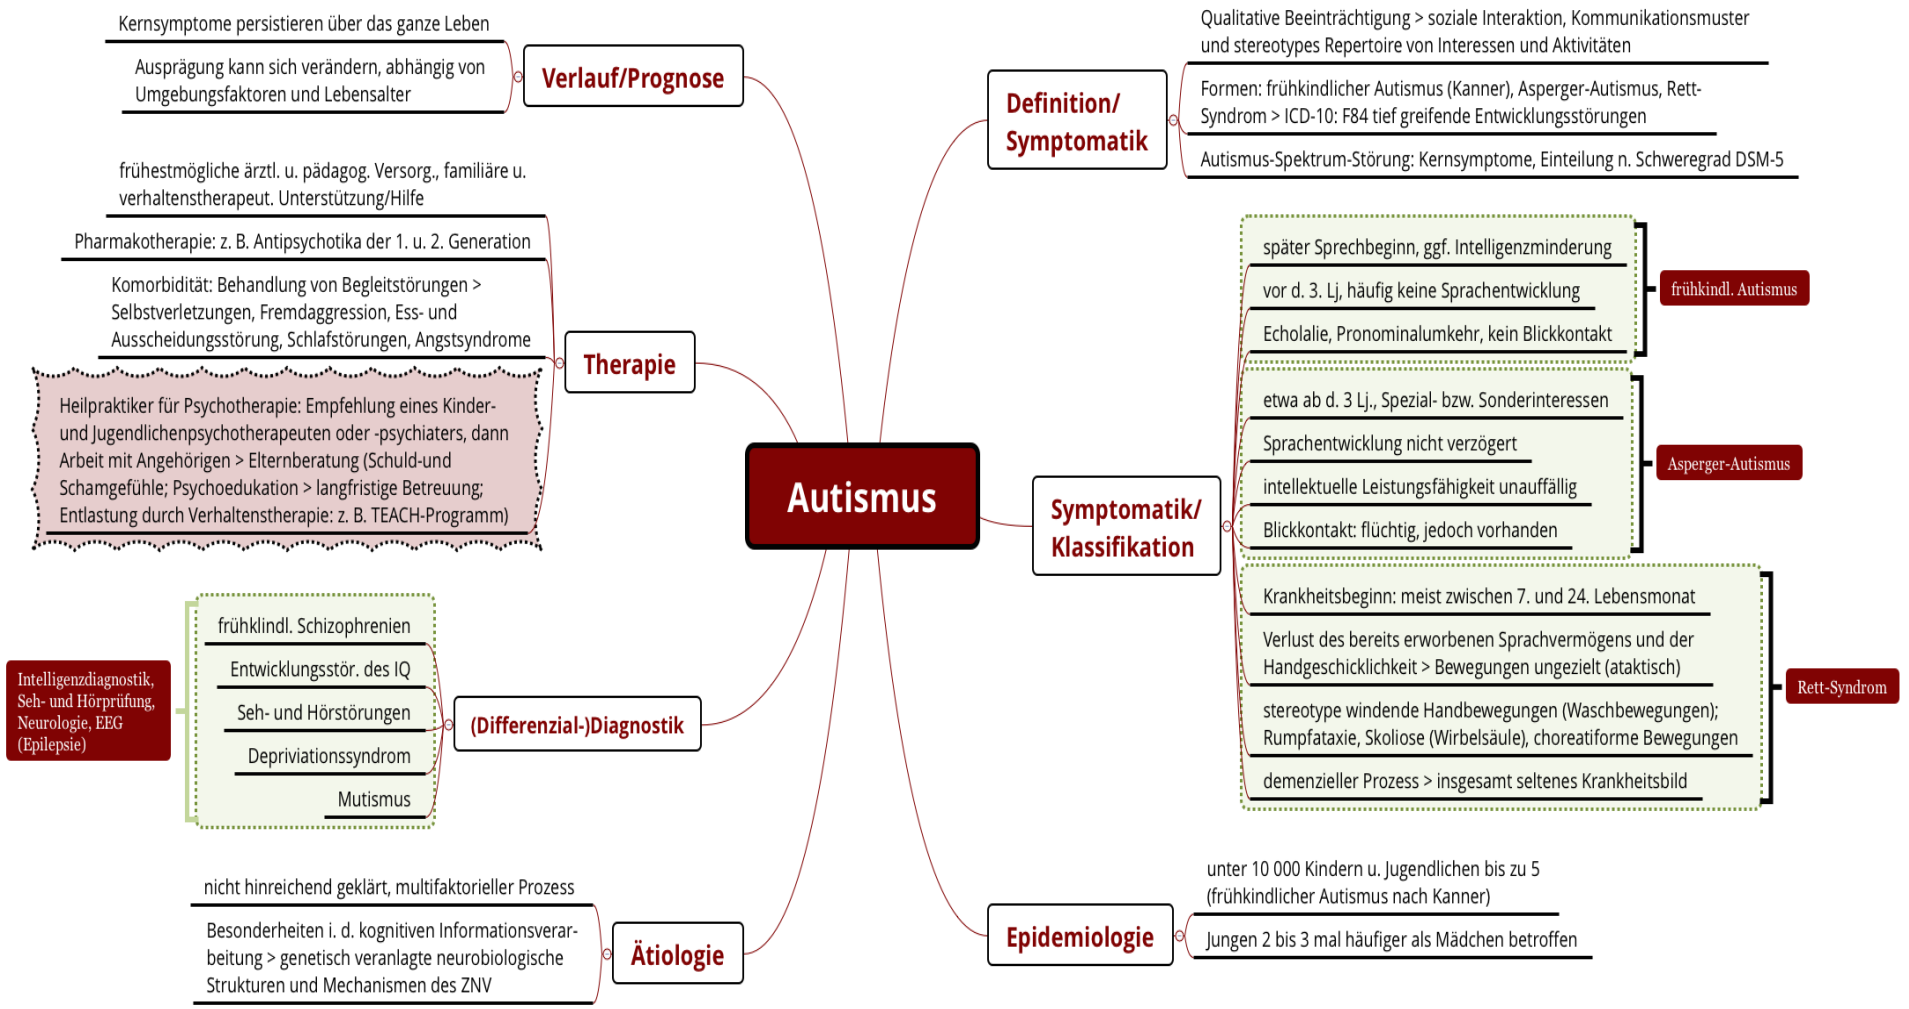 Autismus
Verlauf/Prognose
Kernsymptome persistieren über das ganze Leben
Ausprägung kann sich verändern, abhängig von
Umgebungsfaktoren und Lebensalter
Therapie
frühestmögliche ärztl. u. pädagog. Versorg., familiäre u.
verhaltenstherapeut. Unterstützung/Hilfe
Pharmakotherapie: z. B. Antipsychotika der 1. u. 2. Generation
Komorbidität: Behandlung von Begleitstörungen >
Selbstverletzungen, Fremdaggression, Ess- und
Ausscheidungsstörung, Schlafstörungen, Angstsyndrome
Heilpraktiker für Psychotherapie: Empfehlung eines Kinder-
und Jugendlichenpsychotherapeuten oder -psychiaters, dann
Arbeit mit Angehörigen > Elternberatung (Schuld-und
Schamgefühle; Psychoedukation > langfristige Betreuung;
Entlastung durch Verhaltenstherapie: z. B. TEACH-Programm)
(Differenzial-)Diagnostik
frühklindl. Schizophrenien
Entwicklungsstör. des IQ
Seh- und Hörstörungen
Depriviationssyndrom
Mutismus
Intelligenzdiagnostik,
Seh- und Hörprüfung,
Neurologie, EEG
(Epilepsie)
Ätiologie
nicht hinreichend geklärt, multifaktorieller Prozess
Besonderheiten i. d. kognitiven Informationsverar-
beitung > genetisch veranlagte neurobiologische
Strukturen und Mechanismen des ZNV
Definition/
Symptomatik
Qualitative Beeinträchtigung > soziale Interaktion, Kommunikationsmuster
und stereotypes Repertoire von Interessen und Aktivitäten
Formen: frühkindlicher Autismus (Kanner), Asperger-Autismus, Rett-
Syndrom > ICD-10: F84 tief greifende Entwicklungsstörungen
Autismus-Spektrum-Störung: Kernsymptome, Einteilung n. Schweregrad DSM-5
Symptomatik/
Klassifikation
später Sprechbeginn, ggf. Intelligenzminderung
vor d. 3. Lj, häufig keine Sprachentwicklung
Echolalie, Pronominalumkehr, kein Blickkontakt
frühkindl. Autismus
etwa ab d. 3 Lj., Spezial- bzw. Sonderinteressen
Sprachentwicklung nicht verzögert
intellektuelle Leistungsfähigkeit unauffällig
Blickkontakt: flüchtig, jedoch vorhanden
Asperger-Autismus
Krankheitsbeginn: meist zwischen 7. und 24. Lebensmonat
Verlust des bereits erworbenen Sprachvermögens und der
Handgeschicklichkeit > Bewegungen ungezielt (ataktisch)
stereotype windende Handbewegungen (Waschbewegungen);
Rumpfataxie, Skoliose (Wirbelsäule), choreatiforme Bewegungen
demenzieller Prozess > insgesamt seltenes Krankheitsbild
Rett-Syndrom
Epidemiologie
unter 10 000 Kindern u. Jugendlichen bis zu 5
(frühkindlicher Autismus nach Kanner)
Jungen 2 bis 3 mal häufiger als Mädchen betroffen